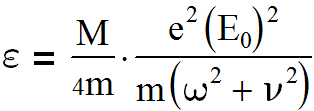 ε = M/4m · e²(E₀)²/m(ω² + ν²)